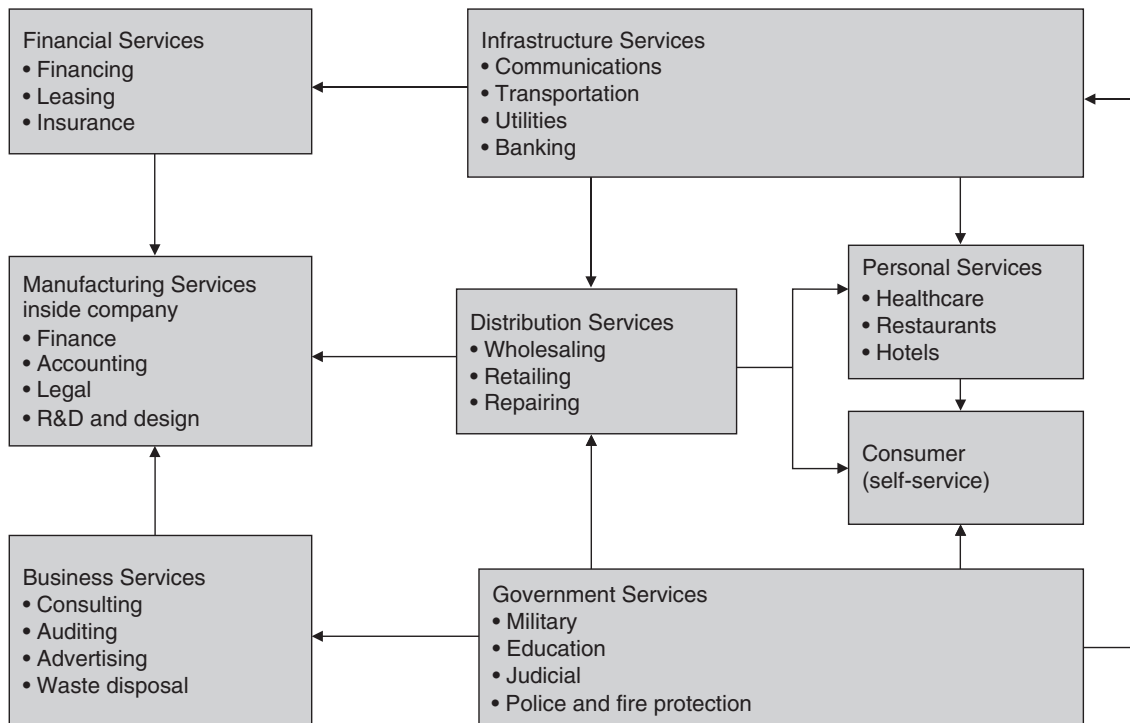 Financial Services
• Financing
• Leasing
• Insurance
Infrastructure Services
• Communications
• Transportation
• Utilities
• Banking
Manufacturing Services
inside company
• Finance
• Accounting
• Legal
• R&D and design
Distribution Services
• Wholesaling
• Retailing
• Repairing
Personal Services
• Healthcare
• Restaurants
• Hotels
Consumer
(self-service)
Business Services
• Consulting
• Auditing
• Advertising
• Waste disposal
Government Services
• Military
• Education
• Judicial
• Police and fire protection